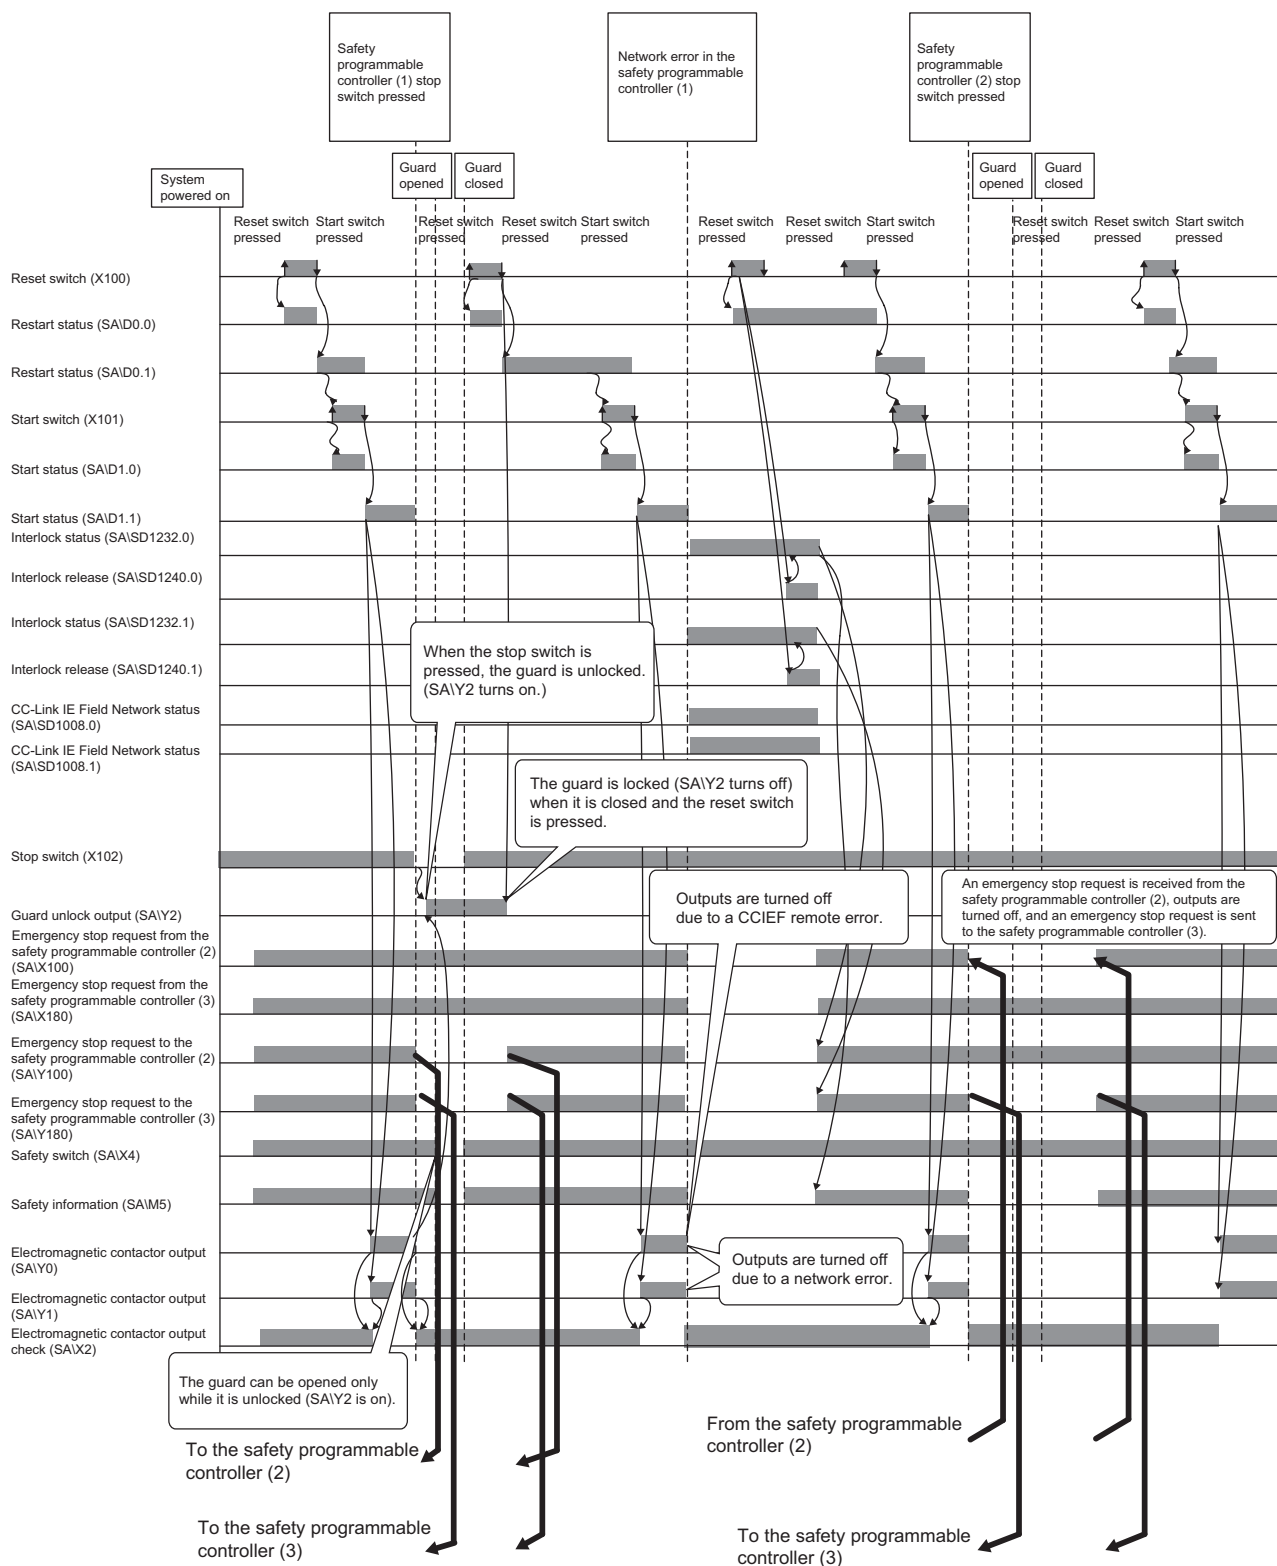 Safety
programmable
controller (1) stop
switch pressed
Network error in the
safety programmable
controller (1)
Safety
programmable
controller (2) stop
switch pressed
System
powered on
Guard
opened
Guard
closed
Guard
opened
Guard
closed
Reset switch
pressed
Start switch
pressed
Reset switch
pressed
Reset switch
pressed
Start switch
pressed
Reset switch
pressed
Reset switch
pressed
Start switch
pressed
Reset switch
pressed
Reset switch
pressed
Start switch
pressed
Reset switch (X100)
Restart status (SA\D0.0)
Restart status (SA\D0.1)
Start switch (X101)
Start status (SA\D1.0)
Start status (SA\D1.1)
Interlock status (SA\SD1232.0)
Interlock release (SA\SD1240.0)
Interlock status (SA\SD1232.1)
Interlock release (SA\SD1240.1)
CC-Link IE Field Network status
(SA\SD1008.0)
CC-Link IE Field Network status
(SA\SD1008.1)
When the stop switch is
pressed, the guard is unlocked.
(SA\Y2 turns on.)
The guard is locked (SA\Y2 turns off)
when it is closed and the reset switch
is pressed.
Stop switch (X102)
Guard unlock output (SA\Y2)
Outputs are turned off
due to a CCIEF remote error.
An emergency stop request is received from the
safety programmable controller (2), outputs are
turned off, and an emergency stop request is sent
to the safety programmable controller (3).
Emergency stop request from the
safety programmable controller (2)
(SA\X100)
Emergency stop request from the
safety programmable controller (3)
(SA\X180)
Emergency stop request to the
safety programmable controller (2)
(SA\Y100)
Emergency stop request to the
safety programmable controller (3)
(SA\Y180)
Safety switch (SA\X4)
Safety information (SA\M5)
Electromagnetic contactor output
(SA\Y0)
Outputs are turned off
due to a network error.
Electromagnetic contactor output
(SA\Y1)
Electromagnetic contactor output
check (SA\X2)
The guard can be opened only
while it is unlocked (SA\Y2 is on).
To the safety programmable
controller (2)
From the safety programmable
controller (2)
To the safety programmable
controller (3)
To the safety programmable
controller (3)